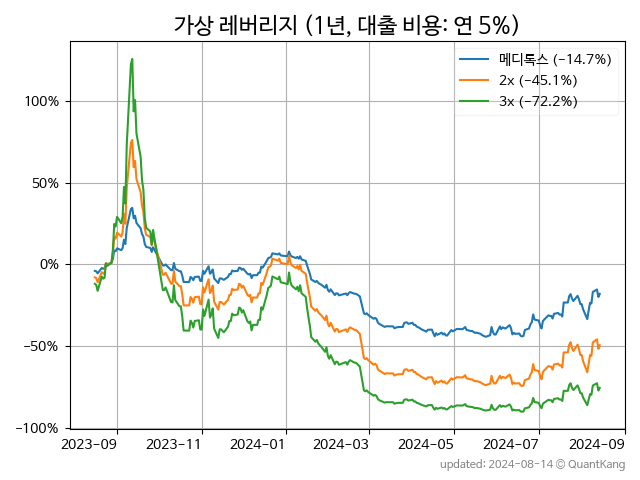 가상 레버리지 (1년, 대출 비용: 연 5%)
메디톡스 (−14.7%)
2x (−45.1%)
3x (−72.2%)
100%
50%
0%
−50%
−100%
2023−09 2023−11 2024−01 2024−03 2024−05 2024−07 2024−09
updated: 2024-08-14 © QuantKang